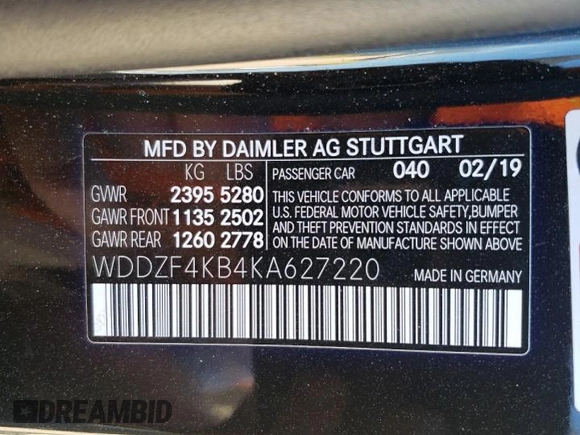 MFD BY DAIMLER AG STUTTGART
KG LBS PASSENGER CAR 040 02/19
GVWR 2395 5280
GAWR FRONT 1135 2502
GAWR REAR 1260 2778
THIS VEHICLE CONFORMS TO ALL APPLICABLE
U.S. FEDERAL MOTOR VEHICLE SAFETY, BUMPER
AND THEFT PREVENTION STANDARDS IN EFFECT
ON THE DATE OF MANUFACTURE SHOWN ABOVE.
WDDZF4KB4KA627220 MADE IN GERMANY
DREAMBID